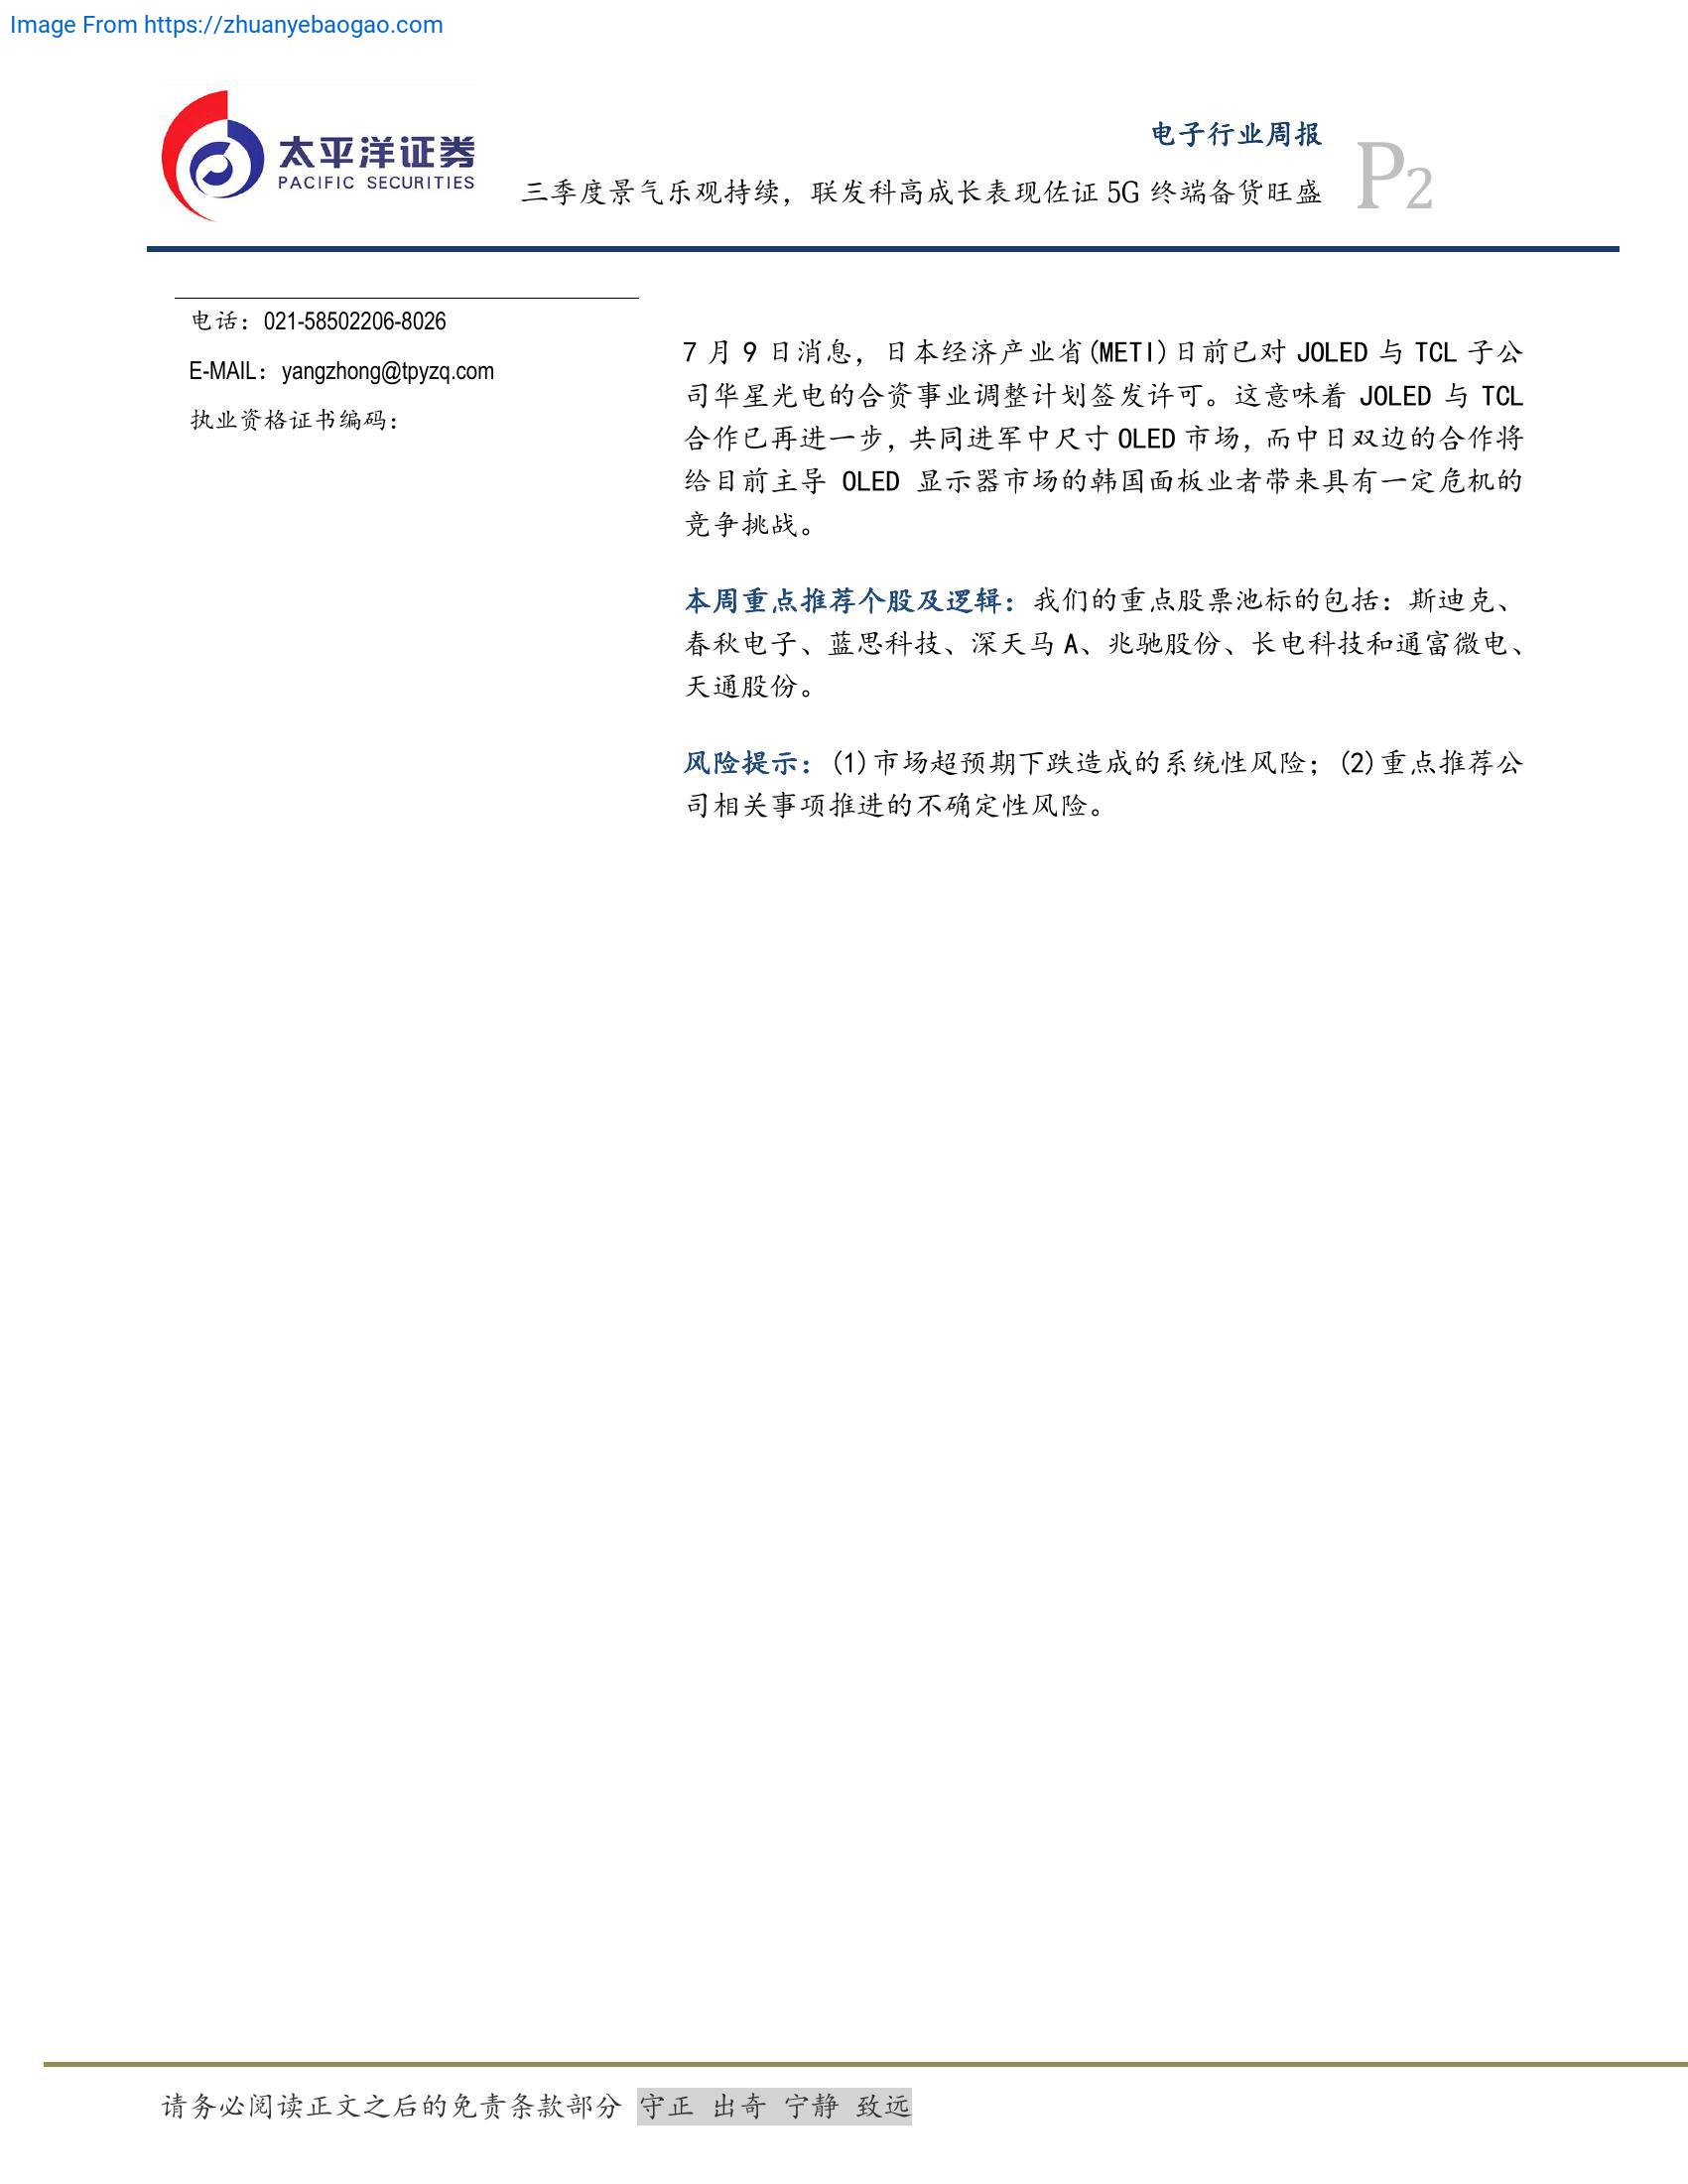 Image From https://zhuanyebaogao.com
太平洋证券
PACIFIC SECURITIES
电子行业周报
三季度景气乐观持续，联发科高成长表现佐证 5G 终端备货旺盛
P2
电话：021-58502206-8026
E-MAIL：yangzhong@tpyzq.com
执业资格证书编码：
7 月 9 日消息，日本经济产业省(METI)日前已对 JOLED 与 TCL 子公
司华星光电的合资事业调整计划签发许可。这意味着 JOLED 与 TCL
合作已再进一步，共同进军中尺寸 OLED 市场，而中日双边的合作将
给目前主导 OLED 显示器市场的韩国面板业者带来具有一定危机的
竞争挑战。
本周重点推荐个股及逻辑：我们的重点股票池标的包括：斯迪克、
春秋电子、蓝思科技、深天马 A、兆驰股份、长电科技和通富微电、
天通股份。
风险提示：(1)市场超预期下跌造成的系统性风险；(2)重点推荐公
司相关事项推进的不确定性风险。
请务必阅读正文之后的免责条款部分 守正 出奇 宁静 致远